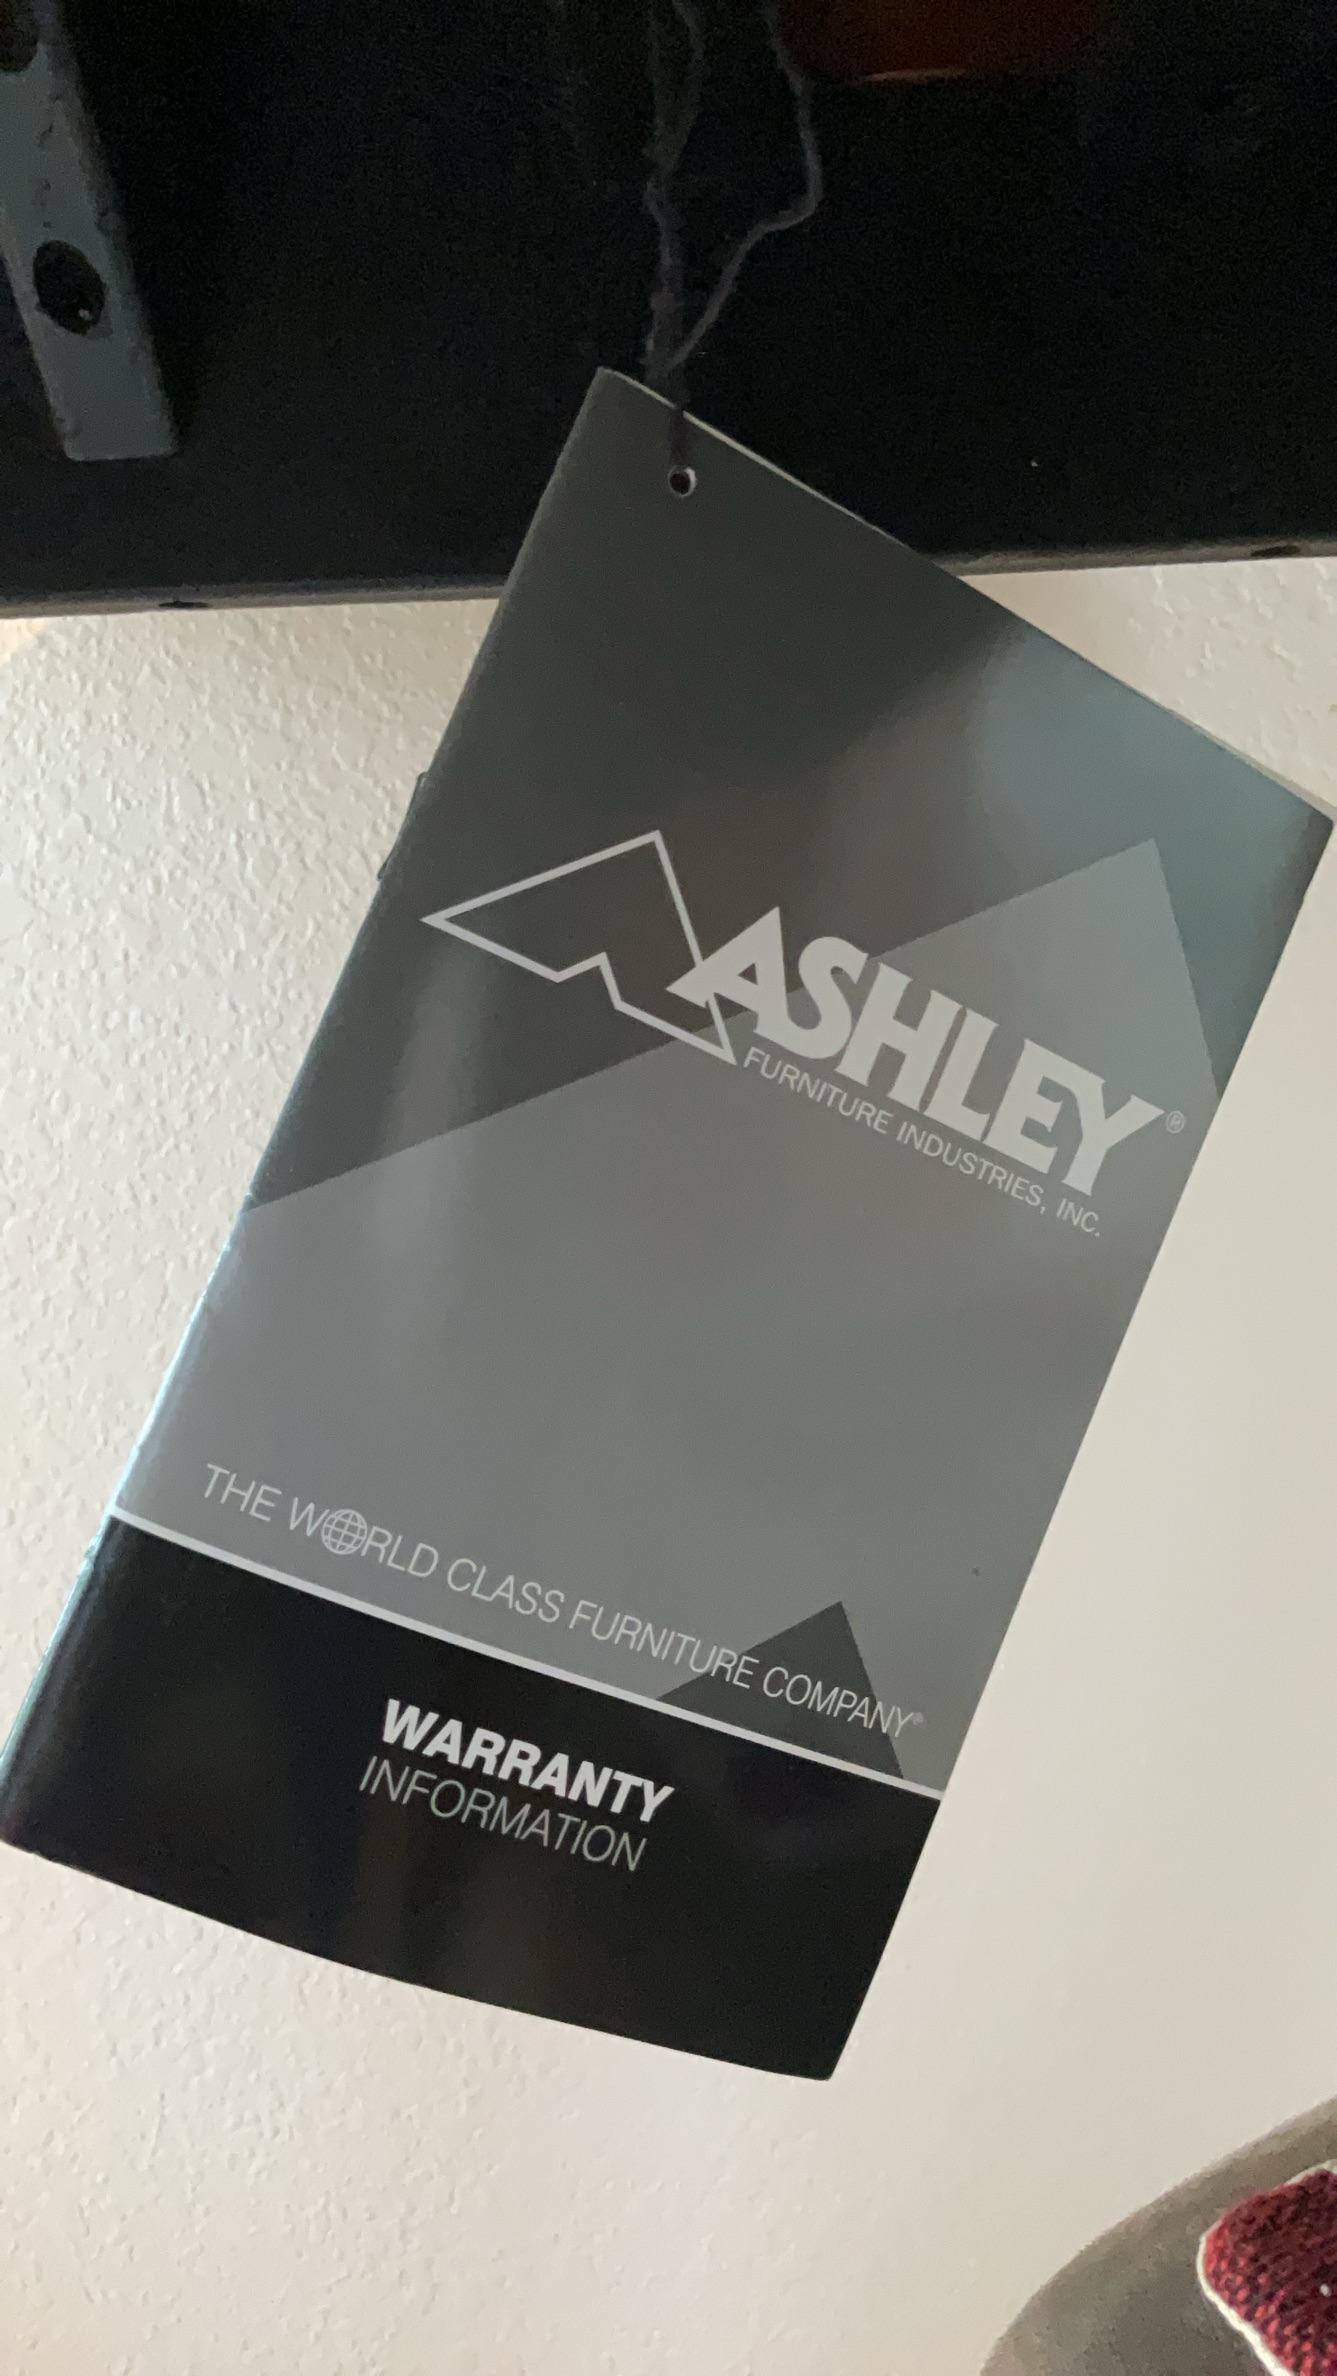 ASHLEY®
FURNITURE INDUSTRIES, INC.
THE WORLD CLASS FURNITURE COMPANY®
WARRANTY
INFORMATION